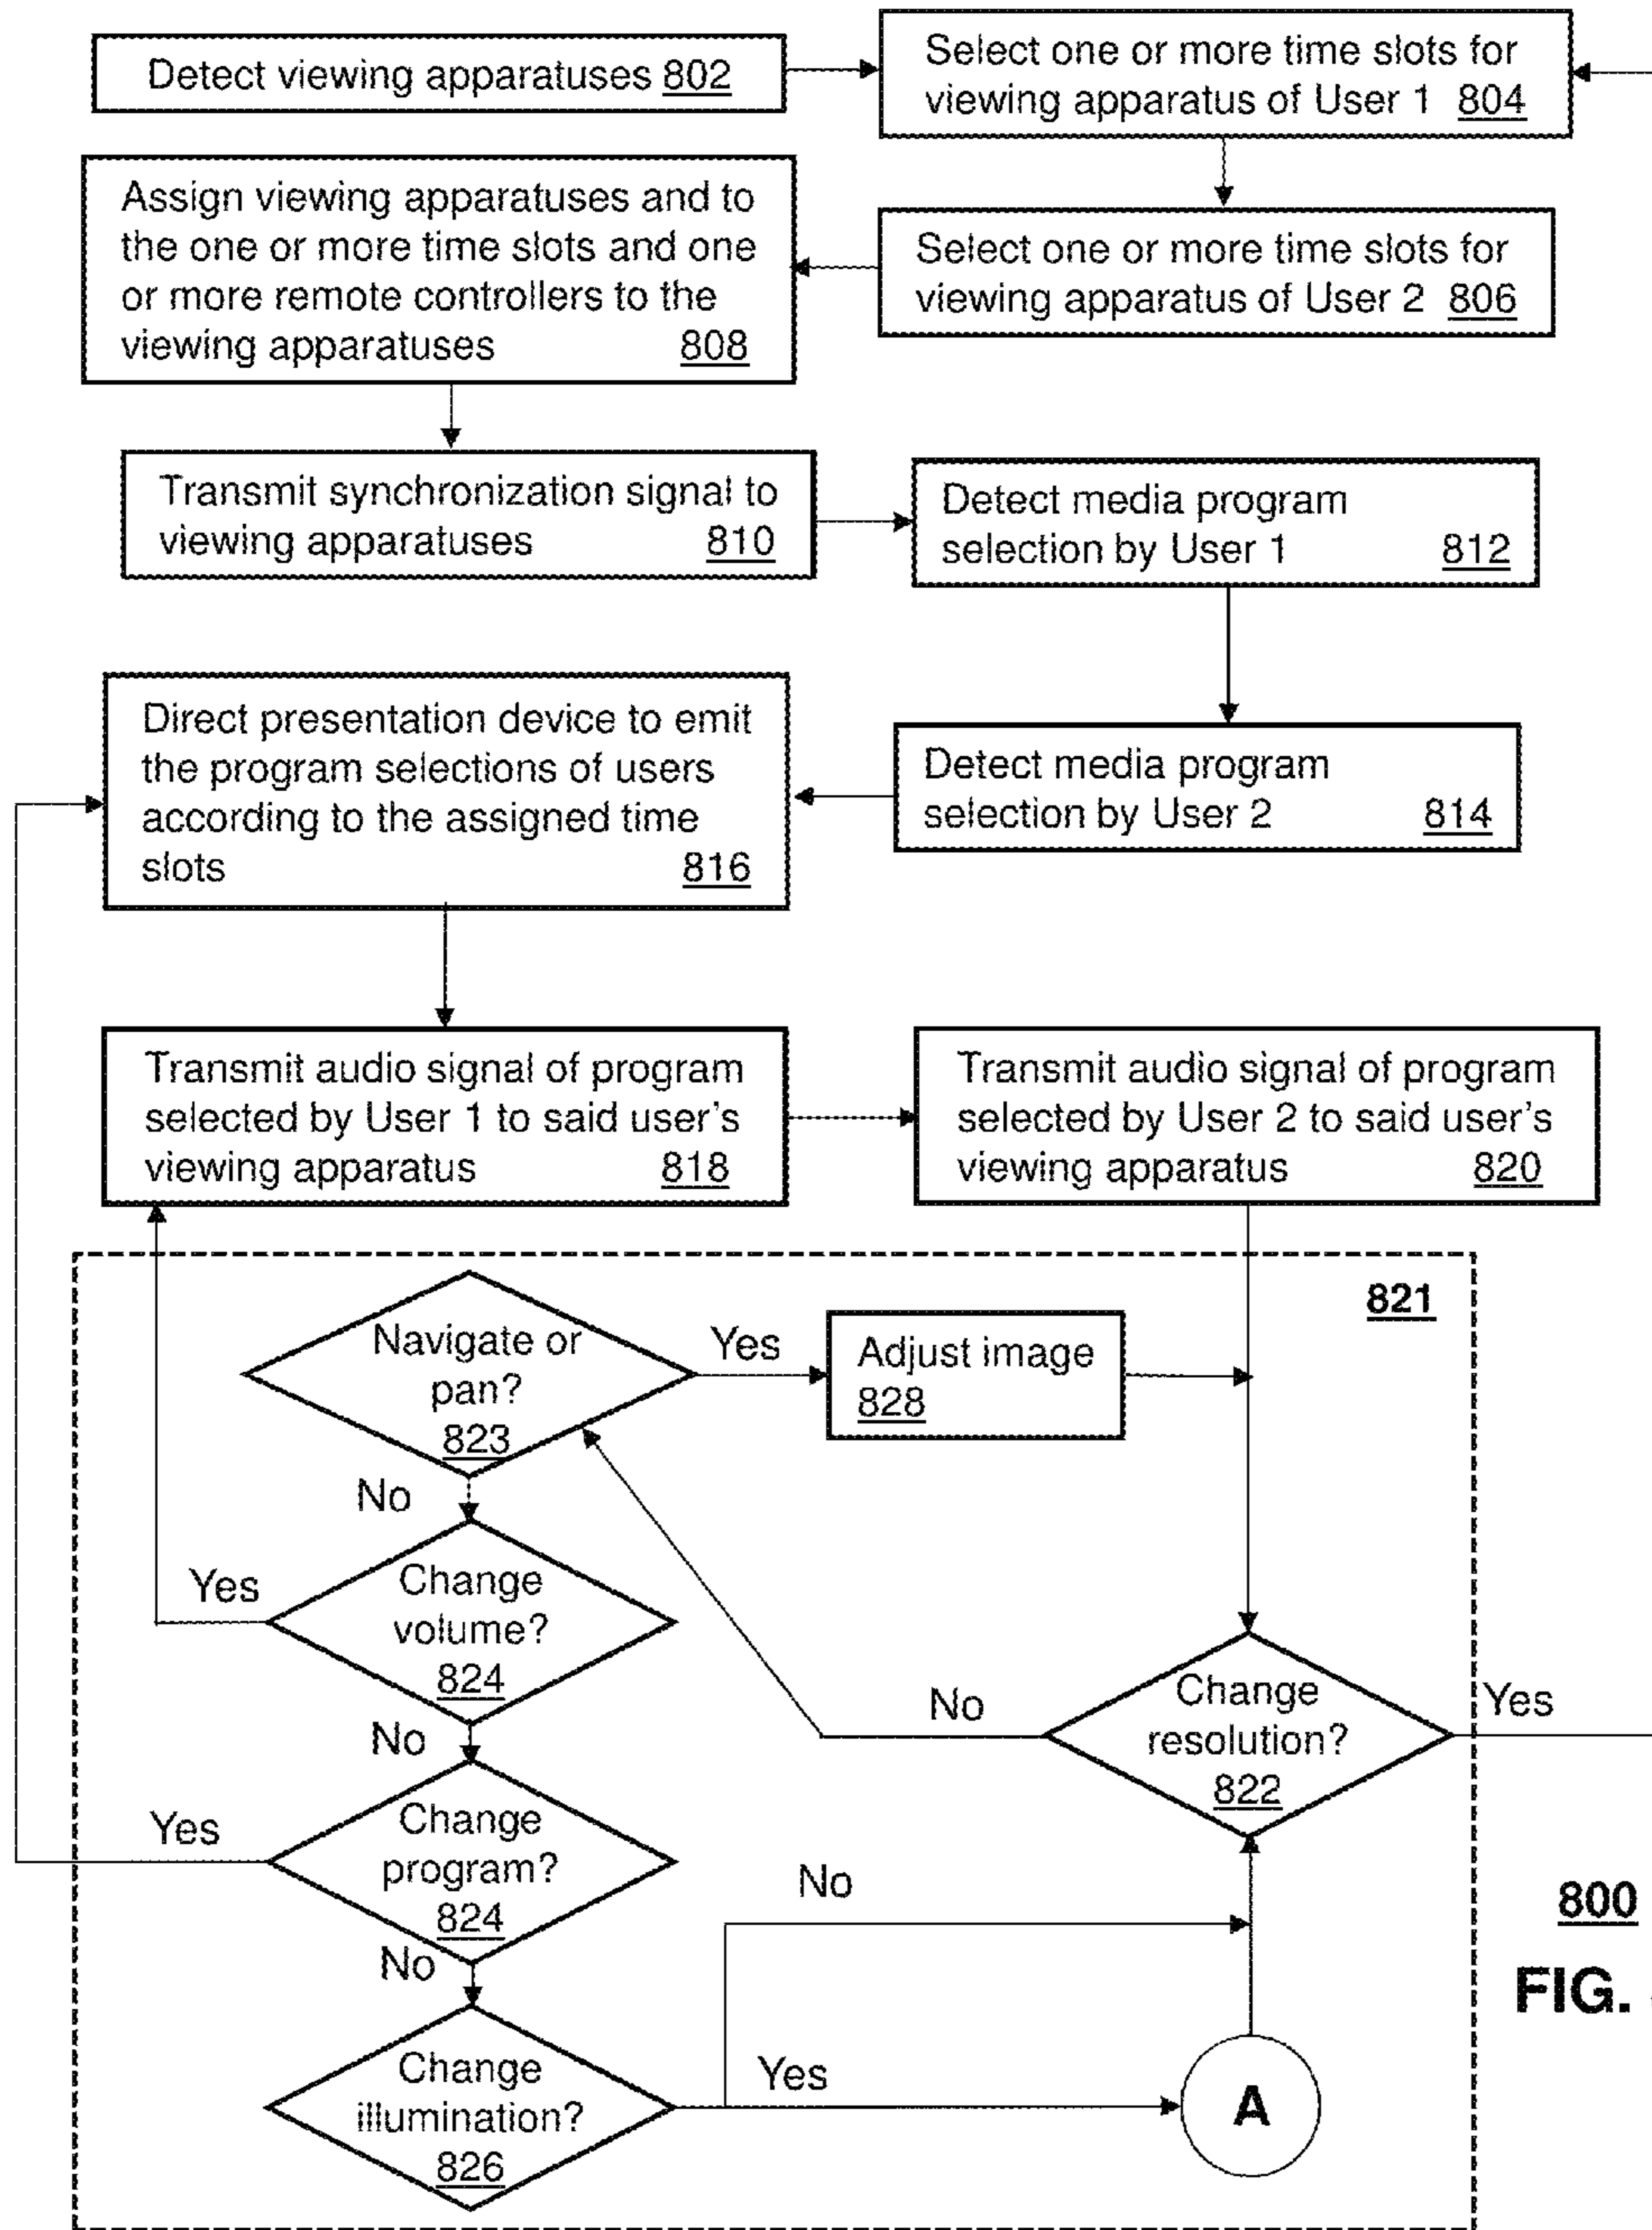 Detect viewing apparatuses 802
Select one or more time slots for
viewing apparatus of User 1 804
Assign viewing apparatuses and to
the one or more time slots and one
or more remote controllers to the
viewing apparatuses 808
Select one or more time slots for
viewing apparatus of User 2 806
Transmit synchronization signal to
viewing apparatuses 810
Detect media program
selection by User 1 812
Direct presentation device to emit
the program selections of users
according to the assigned time
slots 816
Detect media program
selection by User 2 814
Transmit audio signal of program
selected by User 1 to said user's
viewing apparatus 818
Transmit audio signal of program
selected by User 2 to said user's
viewing apparatus 820
821
Navigate or
pan?
823
Yes
Adjust image
828
No
Change
volume?
824
Yes
No
Change
resolution?
822
No
Yes
Change
program?
824
Yes
No
No
Change
illumination?
826
Yes
A
800
FIG.